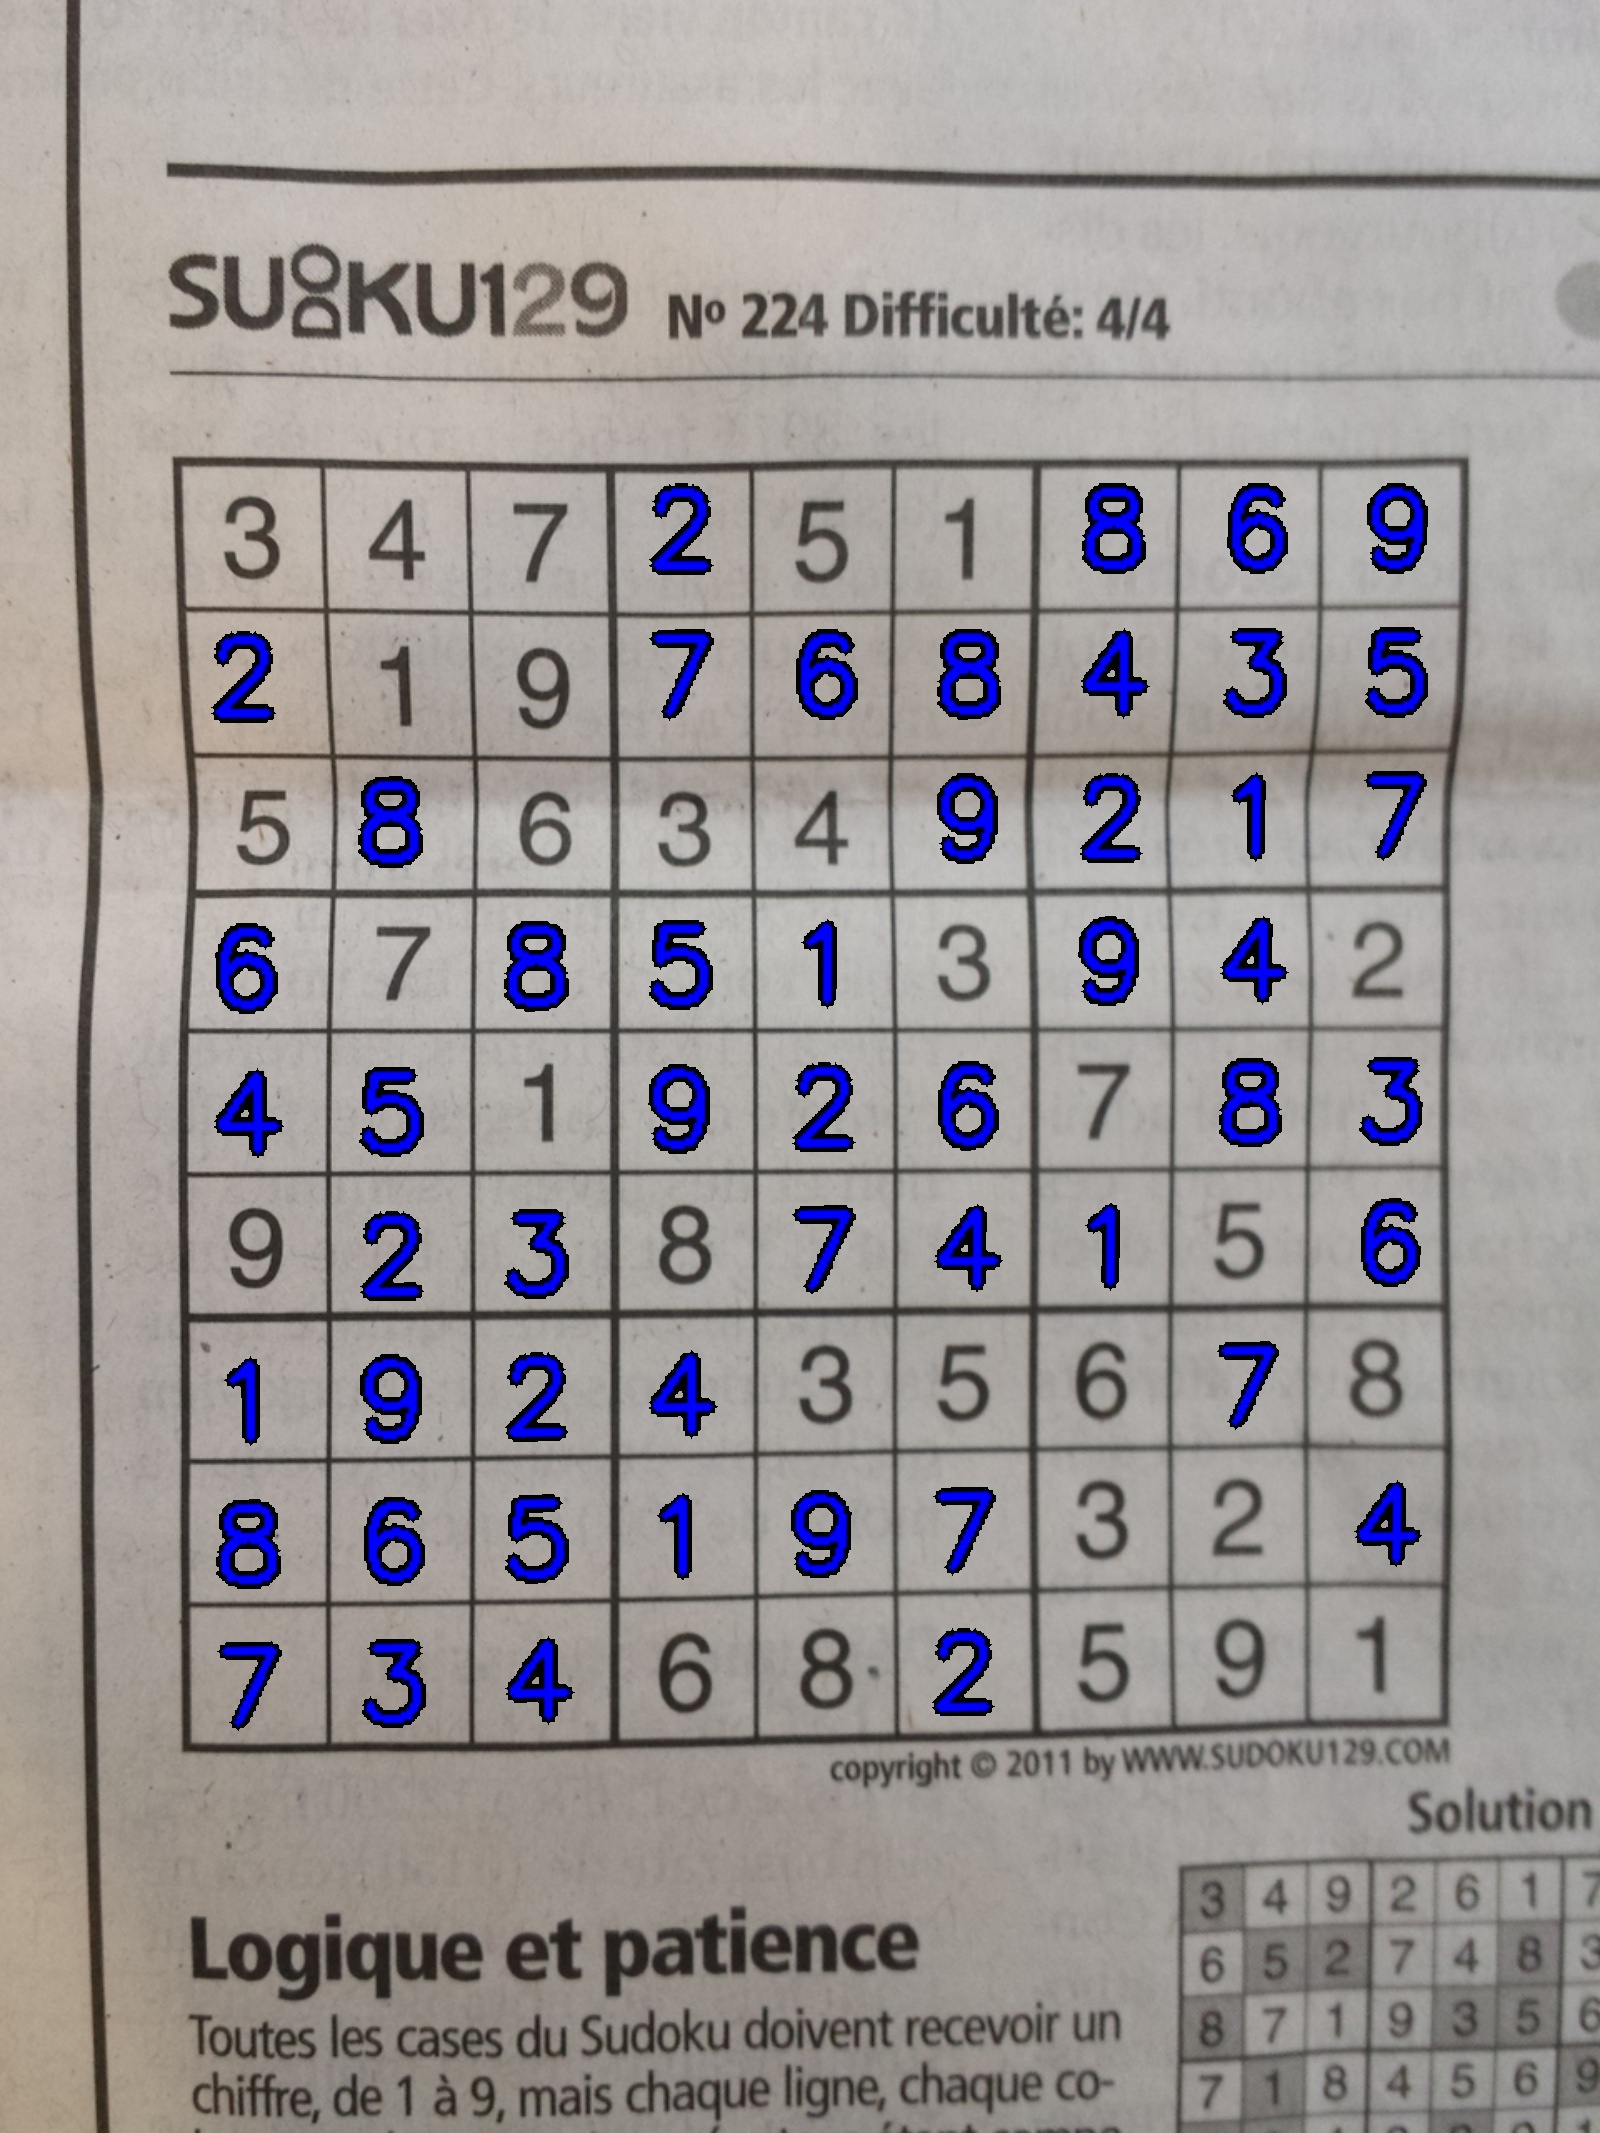 SUDOKU129 Nº 224 Difficulté: 4/4
3 4 7 2 5 1 8 6 9
2 1 9 7 6 8 4 3 5
5 8 6 3 4 9 2 1 7
6 7 8 5 1 3 9 4 2
4 5 1 9 2 6 7 8 3
9 2 3 8 7 4 1 5 6
1 9 2 4 3 5 6 7 8
8 6 5 1 9 7 3 2 4
7 3 4 6 8 2 5 9 1
copyright © 2011 by WWW.SUDOKU129.COM
Solution
3 4 9 2 6 1 7
6 5 2 7 4 8 3
8 7 1 9 3 5 6
7 1 8 4 5 6 9
Logique et patience
Toutes les cases du Sudoku doivent recevoir un
chiffre, de 1 à 9, mais chaque ligne, chaque co-